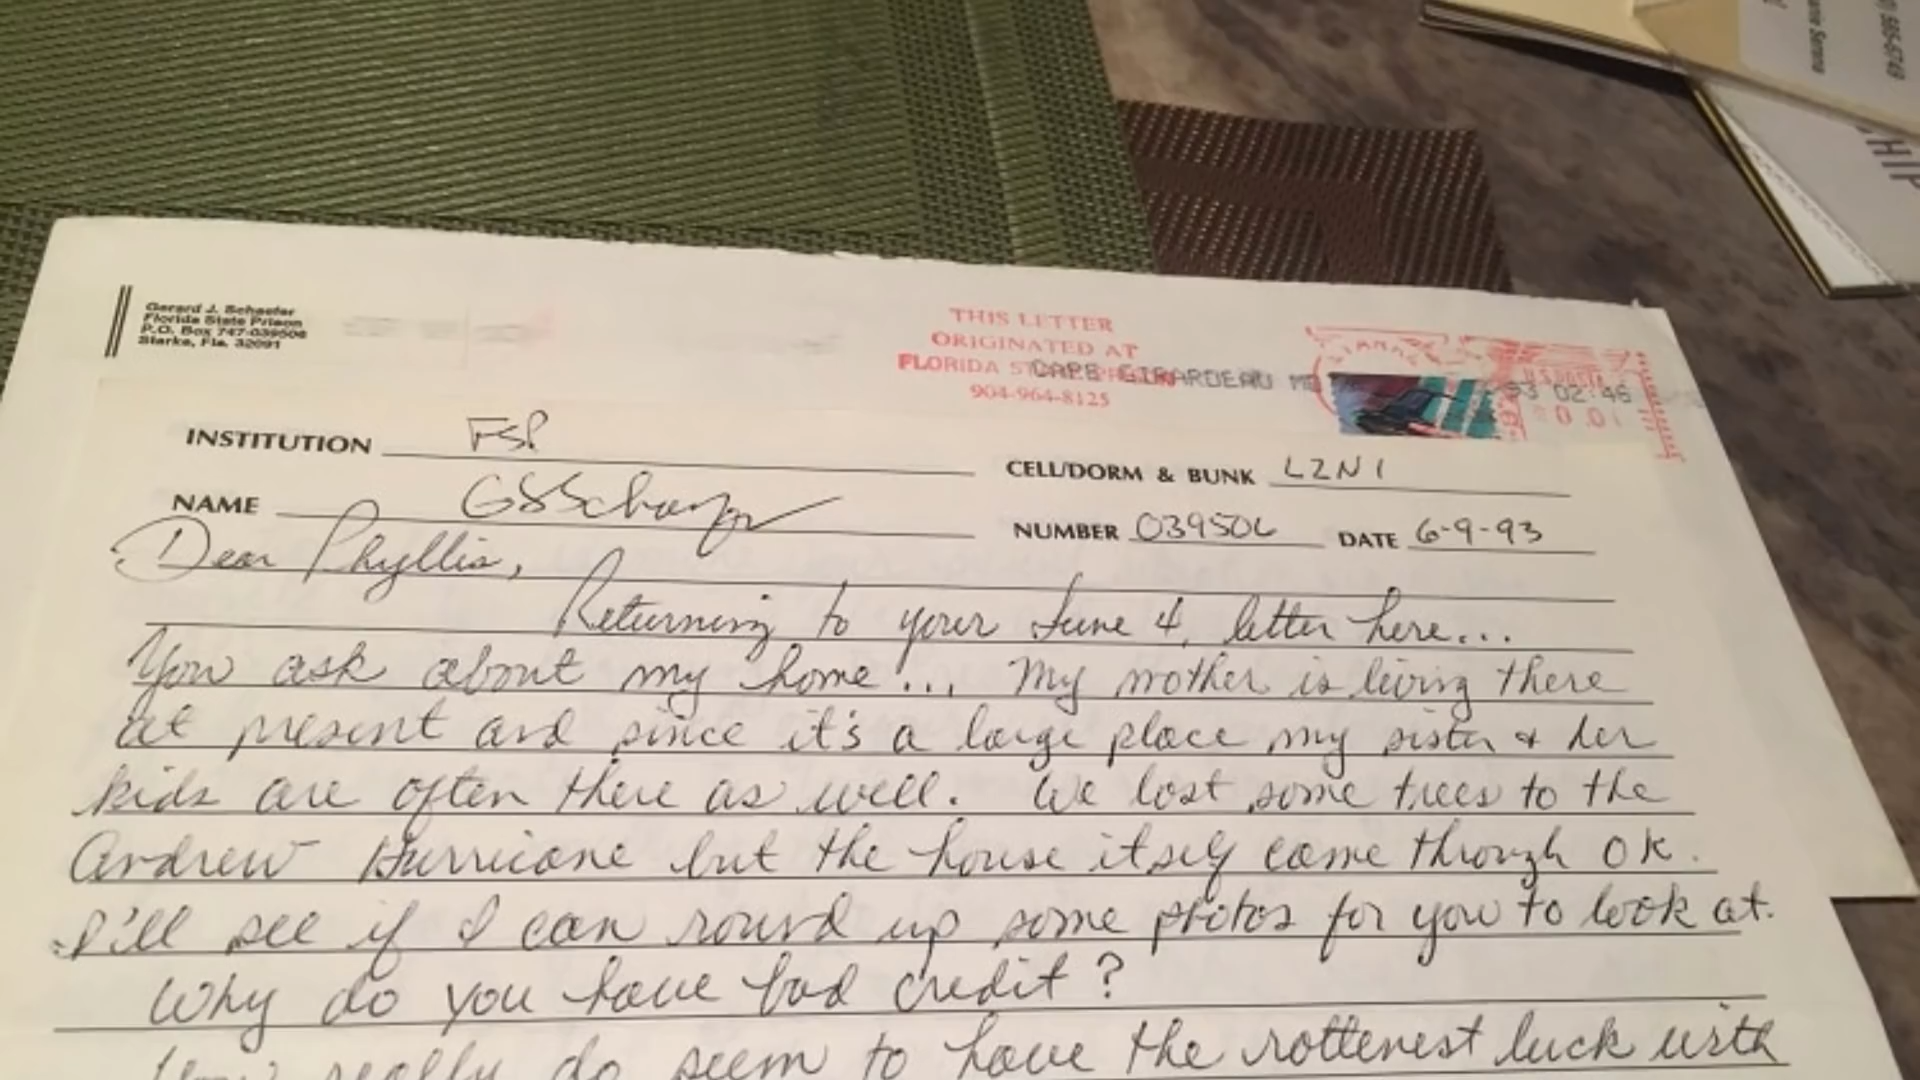 Gerard J. Schaefer
Florida State Prison
P.O. Box 747-039506
Starke, Fla. 32091
THIS LETTER
ORIGINATED AT
FLORIDA STATE PRISON
904-964-8125
CAPE GIRARDEAU MO
93 02:46
INSTITUTION FSP
CELL/DORM & BUNK L2N1
NAME GJSchaefer
NUMBER 039506 DATE 6-9-93
Dear Phyllis,
Returning to your June 4, letter here...
You ask about my home... My mother is living there
at present and since it's a large place my sister & her
kids are often there as well. We lost some trees to the
Andrew Hurricane but the house itself came through OK.
I'll see if I can round up some photos for you to look at.
Why do you have bad credit?
You really do seem to have the rottenest luck with